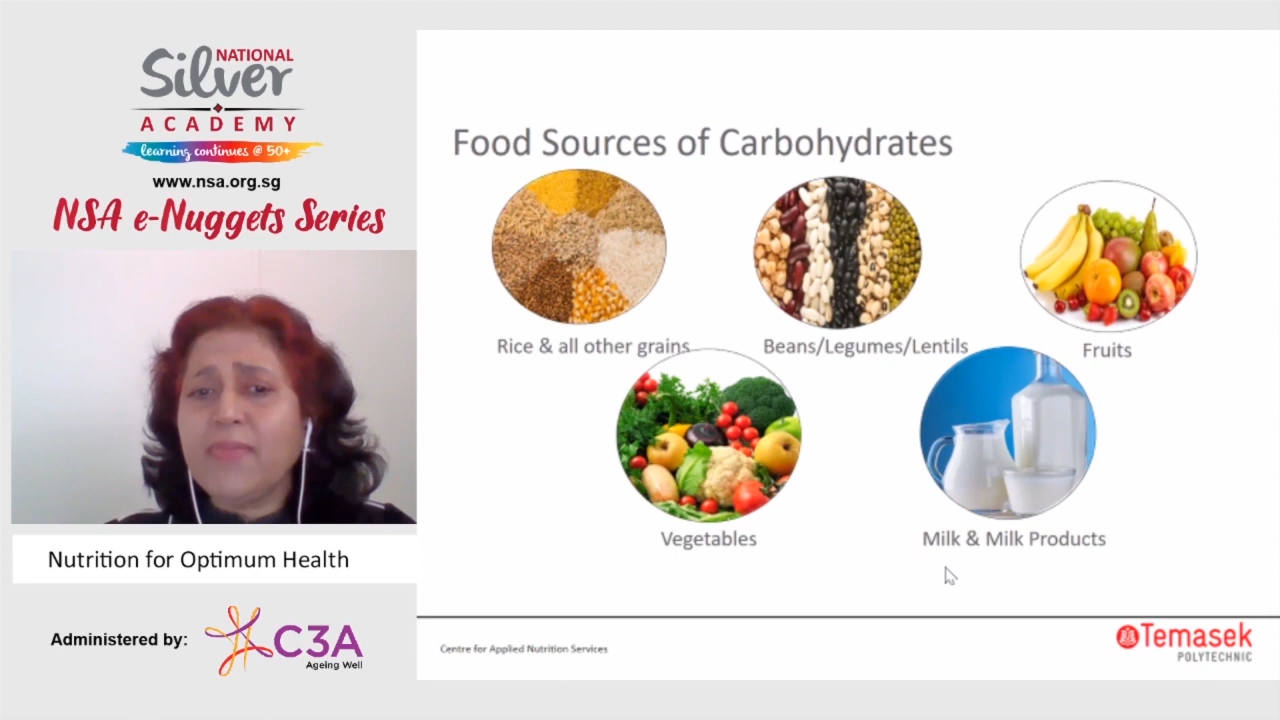 NATIONAL
Silver
ACADEMY
learning continues @ 50+
www.nsa.org.sg
NSA e-Nuggets Series
Nutrition for Optimum Health
Administered by:
C3A
Ageing Well
Food Sources of Carbohydrates
Rice & all other grains
Beans/Legumes/Lentils
Fruits
Vegetables
Milk & Milk Products
Centre for Applied Nutrition Services
Temasek
POLYTECHNIC